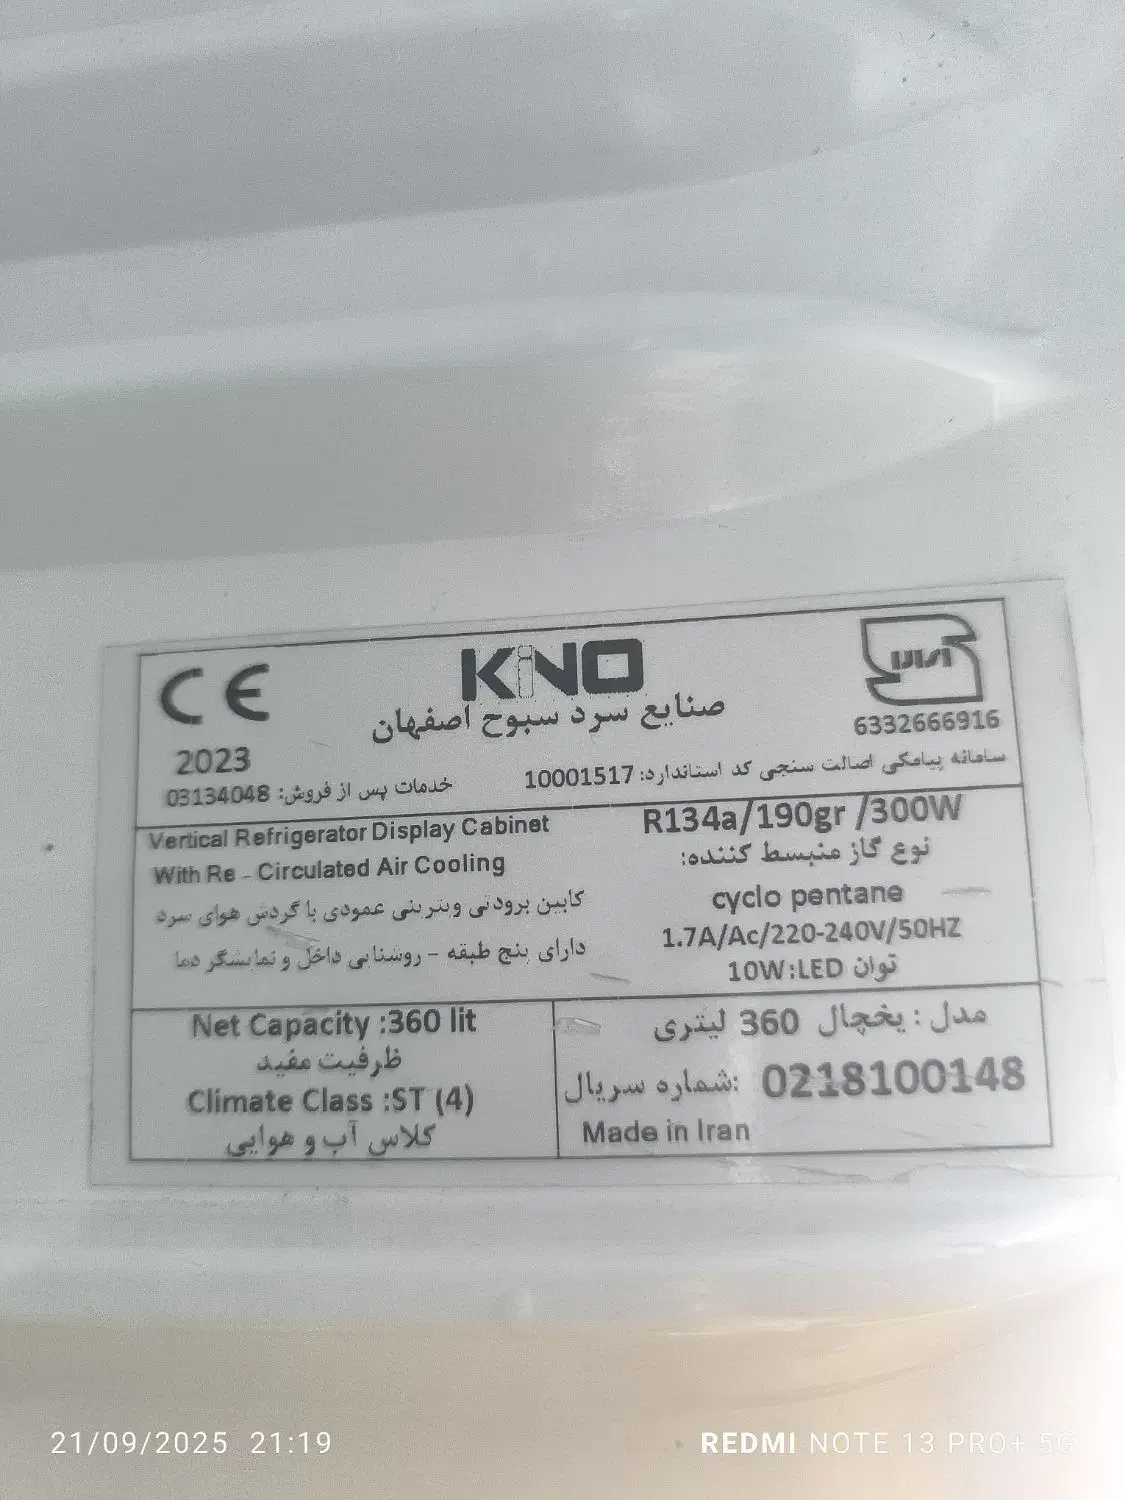 CE
KiNO
صنایع سرد سبوح اصفهان
6332666916
2023
سامانه پیامکی اصالت سنجی کد استاندارد: 10001517
خدمات پس از فروش: 03134048
Vertical Refrigerator Display Cabinet
With Re - Circulated Air Cooling
کابین برودتی ویترینی عمودی با گردش هوای سرد
دارای پنج طبقه - روشنایی داخل و نمایشگر دما
R134a/190gr /300W
نوع گاز منبسط کننده:
cyclo pentane
1.7A/Ac/220-240V/50HZ
توان LED:10W
Net Capacity :360 lit
ظرفیت مفید
Climate Class :ST (4)
کلاس آب و هوایی
مدل : یخچال 360 لیتری
شماره سریال: 0218100148
Made in Iran
21/09/2025 21:19
REDMI NOTE 13 PRO+ 5G